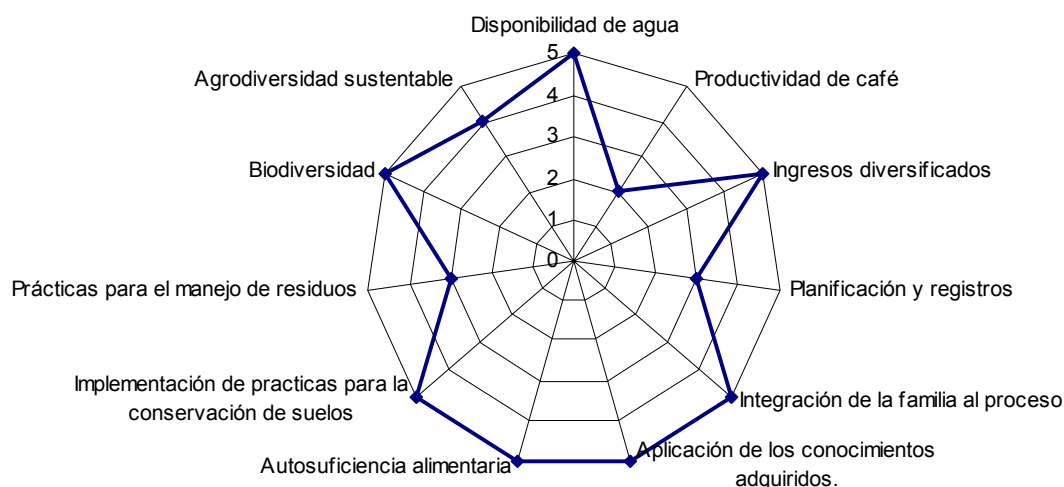 Disponibilidad de agua
Productividad de café
Ingresos diversificados
Planificación y registros
Integración de la familia al proceso
Aplicación de los conocimientos
adquiridos.
Autosuficiencia alimentaria
Implementación de practicas para la
conservación de suelos
Prácticas para el manejo de residuos
Biodiversidad
Agrodiversidad sustentable
5
4
3
2
1
0